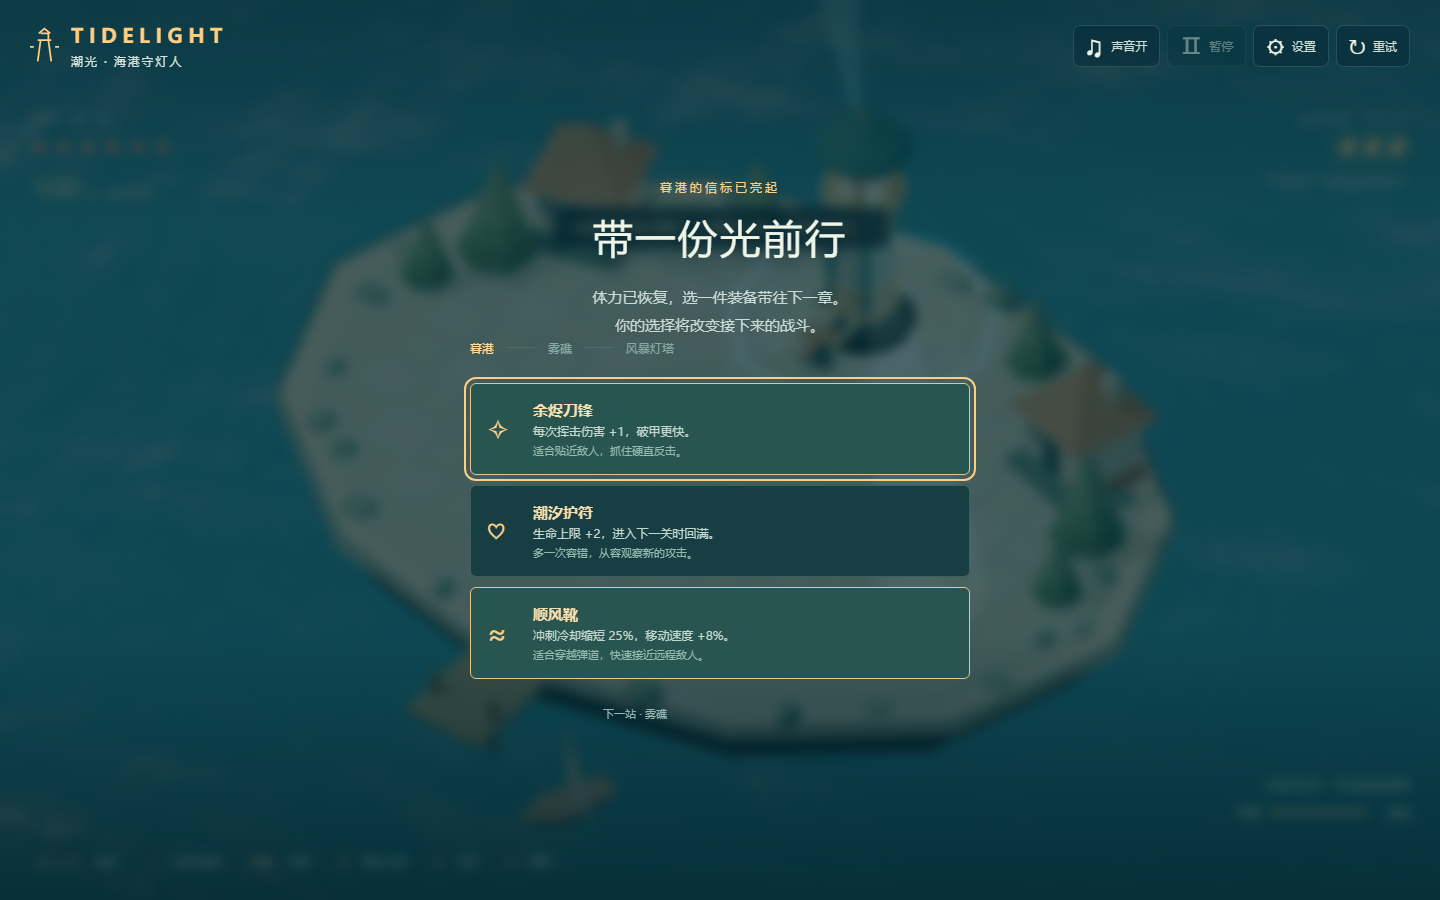 TIDELIGHT
潮光 · 海港守灯人
声音开
暂停
设置
重试
暮港的信标已亮起
带一份光前行
体力已恢复，选一件装备带往下一章。
你的选择将改变接下来的战斗。
暮港
雾礁
风暴灯塔
余烬刀锋
每次挥击伤害 +1，破甲更快。
适合贴近敌人，抓住硬直反击。
潮汐护符
生命上限 +2，进入下一关时回满。
多一次容错，从容观察新的攻击。
顺风靴
冲刺冷却缩短 25%，移动速度 +8%。
适合穿越弹道，快速接近远程敌人。
下一站 · 雾礁